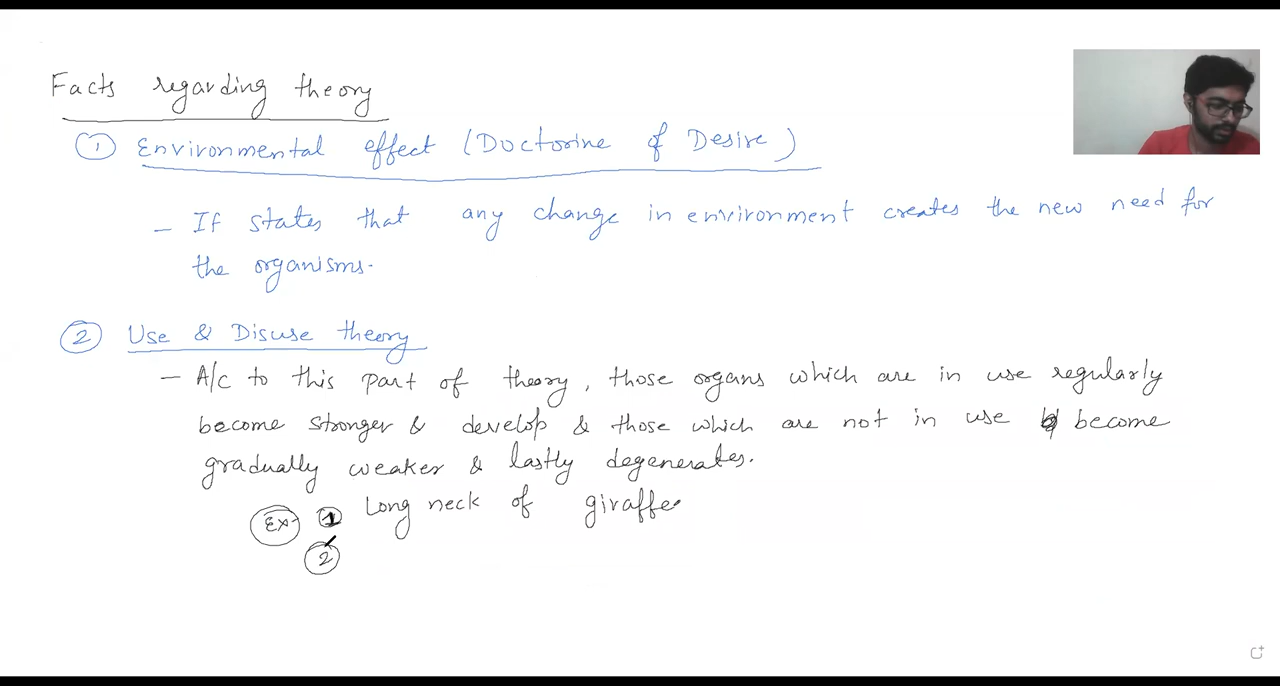 Facts regarding theory
① Environmental effect (Doctorine of Desire)
- If states that any change in environment creates the new need for
the organisms.
② Use & Disuse theory
- A/c to this part of theory, those organs which are in use regularly
become stronger & develop & those which are not in use become
gradually weaker & lastly degenerates.
Ex- ① Long neck of giraffe
②